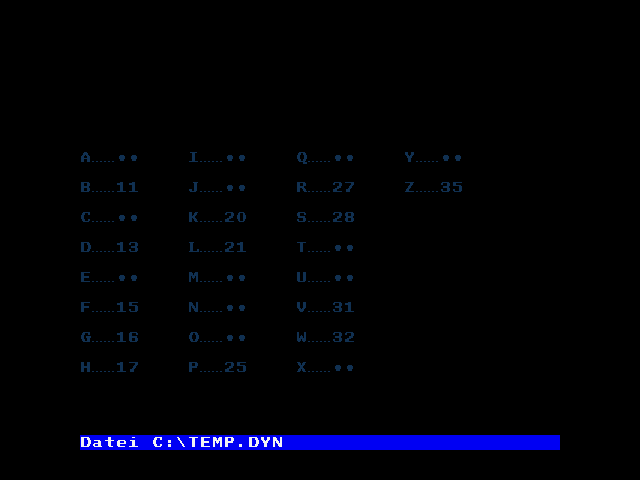 A.....●● I.....●● Q.....●● Y.....●●
B.....11 J.....●● R.....27 Z.....35
C.....●● K.....20 S.....28
D.....13 L.....21 T.....●●
E.....●● M.....●● U.....●●
F.....15 N.....●● V.....31
G.....16 O.....●● W.....32
H.....17 P.....25 X.....●●
Datei C:\TEMP.DYN